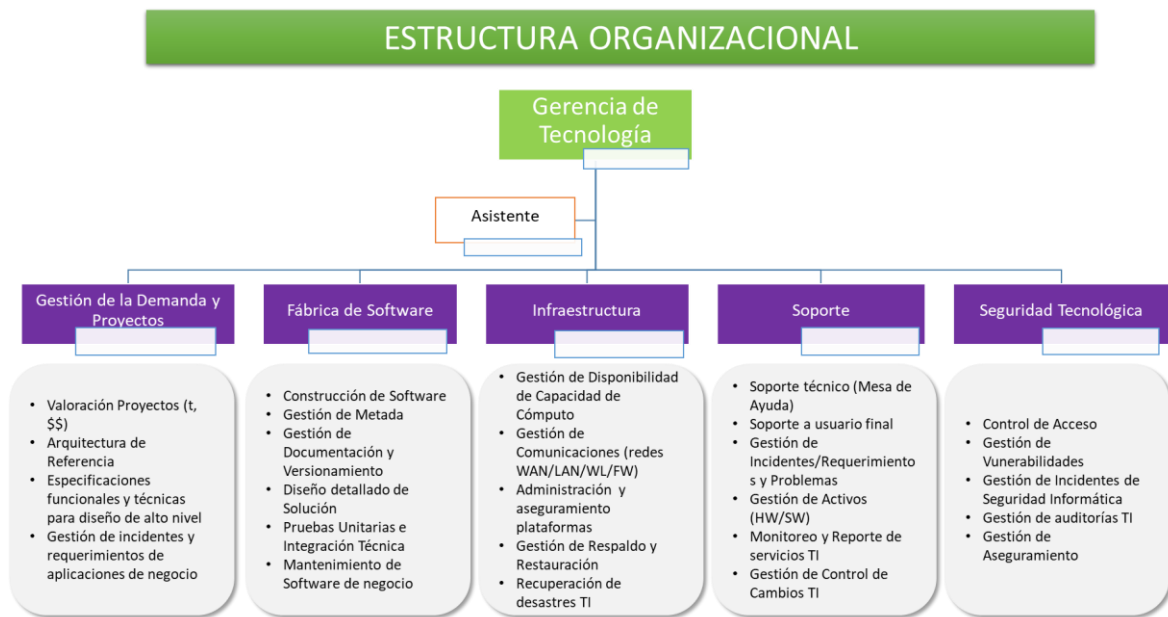 ESTRUCTURA ORGANIZACIONAL
Gerencia de
Tecnología
Asistente
Gestión de la Demanda y
Proyectos
Fábrica de Software
Infraestructura
Soporte
Seguridad Tecnológica
• Valoración Proyectos (t,
$$)
• Arquitectura de
Referencia
• Especificaciones
funcionales y técnicas
para diseño de alto nivel
• Gestión de incidentes y
requerimientos de
aplicaciones de negocio
• Construcción de Software
• Gestión de Metada
• Gestión de
Documentación y
Versionamiento
• Diseño detallado de
Solución
• Pruebas Unitarias e
Integración Técnica
• Mantenimiento de
Software de negocio
• Gestión de Disponibilidad
de Capacidad de
Cómputo
• Gestión de
Comunicaciones (redes
WAN/LAN/WL/FW)
• Administración y
aseguramiento
plataformas
• Gestión de Respaldo y
Restauración
• Recuperación de
desastres TI
• Soporte técnico (Mesa de
Ayuda)
• Soporte a usuario final
• Gestión de
Incidentes/Requerimiento
s y Problemas
• Gestión de Activos
(HW/SW)
• Monitoreo y Reporte de
servicios TI
• Gestión de Control de
Cambios TI
• Control de Acceso
• Gestión de
Vulnerabilidades
• Gestión de Incidentes de
Seguridad Informática
• Gestión de auditorías TI
• Gestión de
Aseguramiento